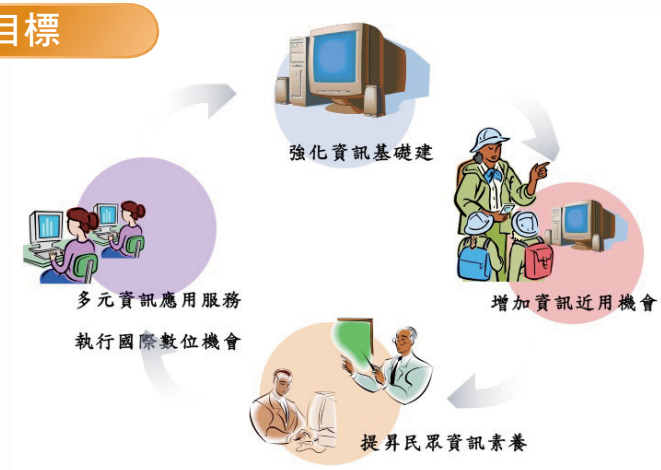 目標
強化資訊基礎建
增加資訊近用機會
提昇民眾資訊素養
多元資訊應用服務
執行國際數位機會